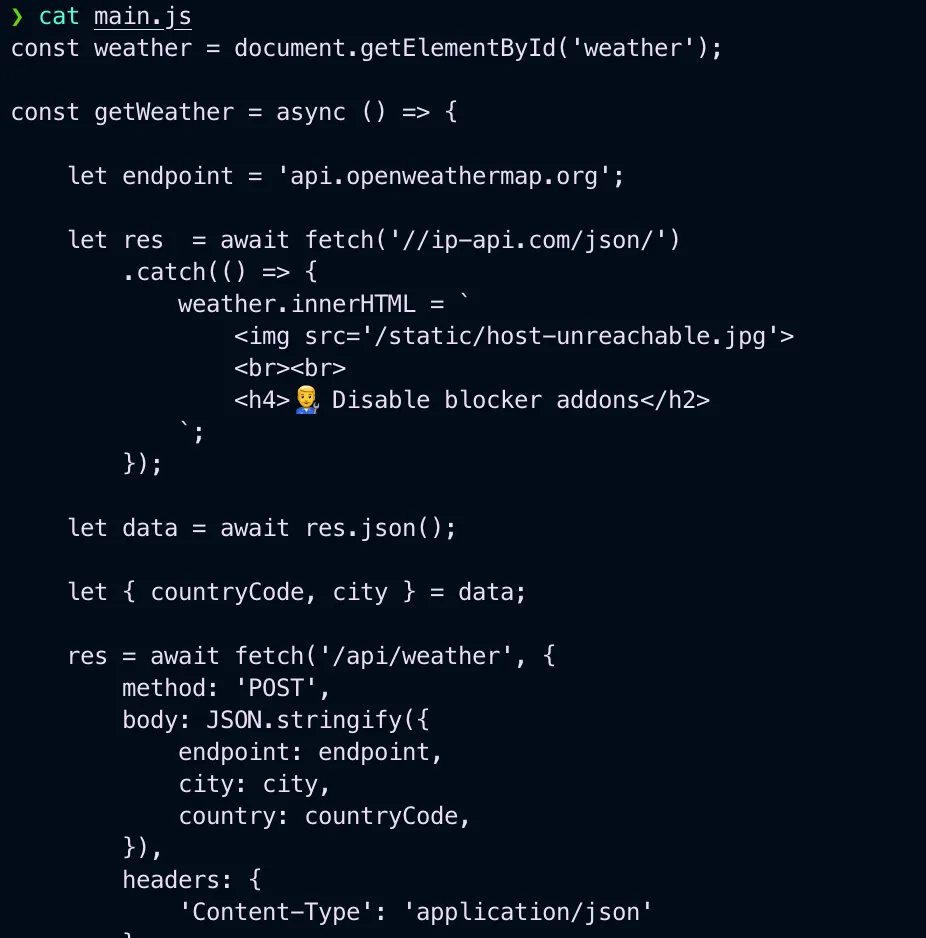 ❯ cat main.js
const weather = document.getElementById('weather');
const getWeather = async () => {
let endpoint = 'api.openweathermap.org';
let res  = await fetch('//ip-api.com/json/')
.catch(() => {
weather.innerHTML = `
<img src='/static/host-unreachable.jpg'>
<br><br>
<h4>👨‍🔧 Disable blocker addons</h2>
`;
});
let data = await res.json();
let { countryCode, city } = data;
res = await fetch('/api/weather', {
method: 'POST',
body: JSON.stringify({
endpoint: endpoint,
city: city,
country: countryCode,
}),
headers: {
'Content-Type': 'application/json'
}